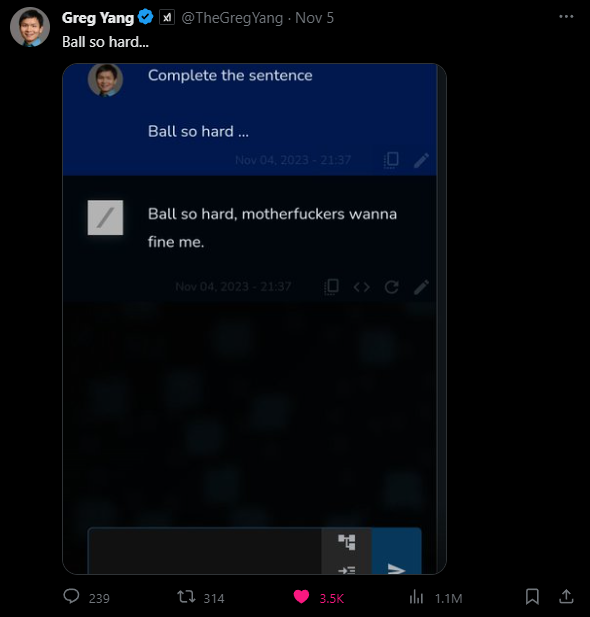 Greg Yang @TheGregYang · Nov 5
Ball so hard...
Complete the sentence
Ball so hard ...
Nov 04, 2023 - 21:37
Ball so hard, motherfuckers wanna
fine me.
Nov 04, 2023 - 21:37
239 314 3.5K 1.1M